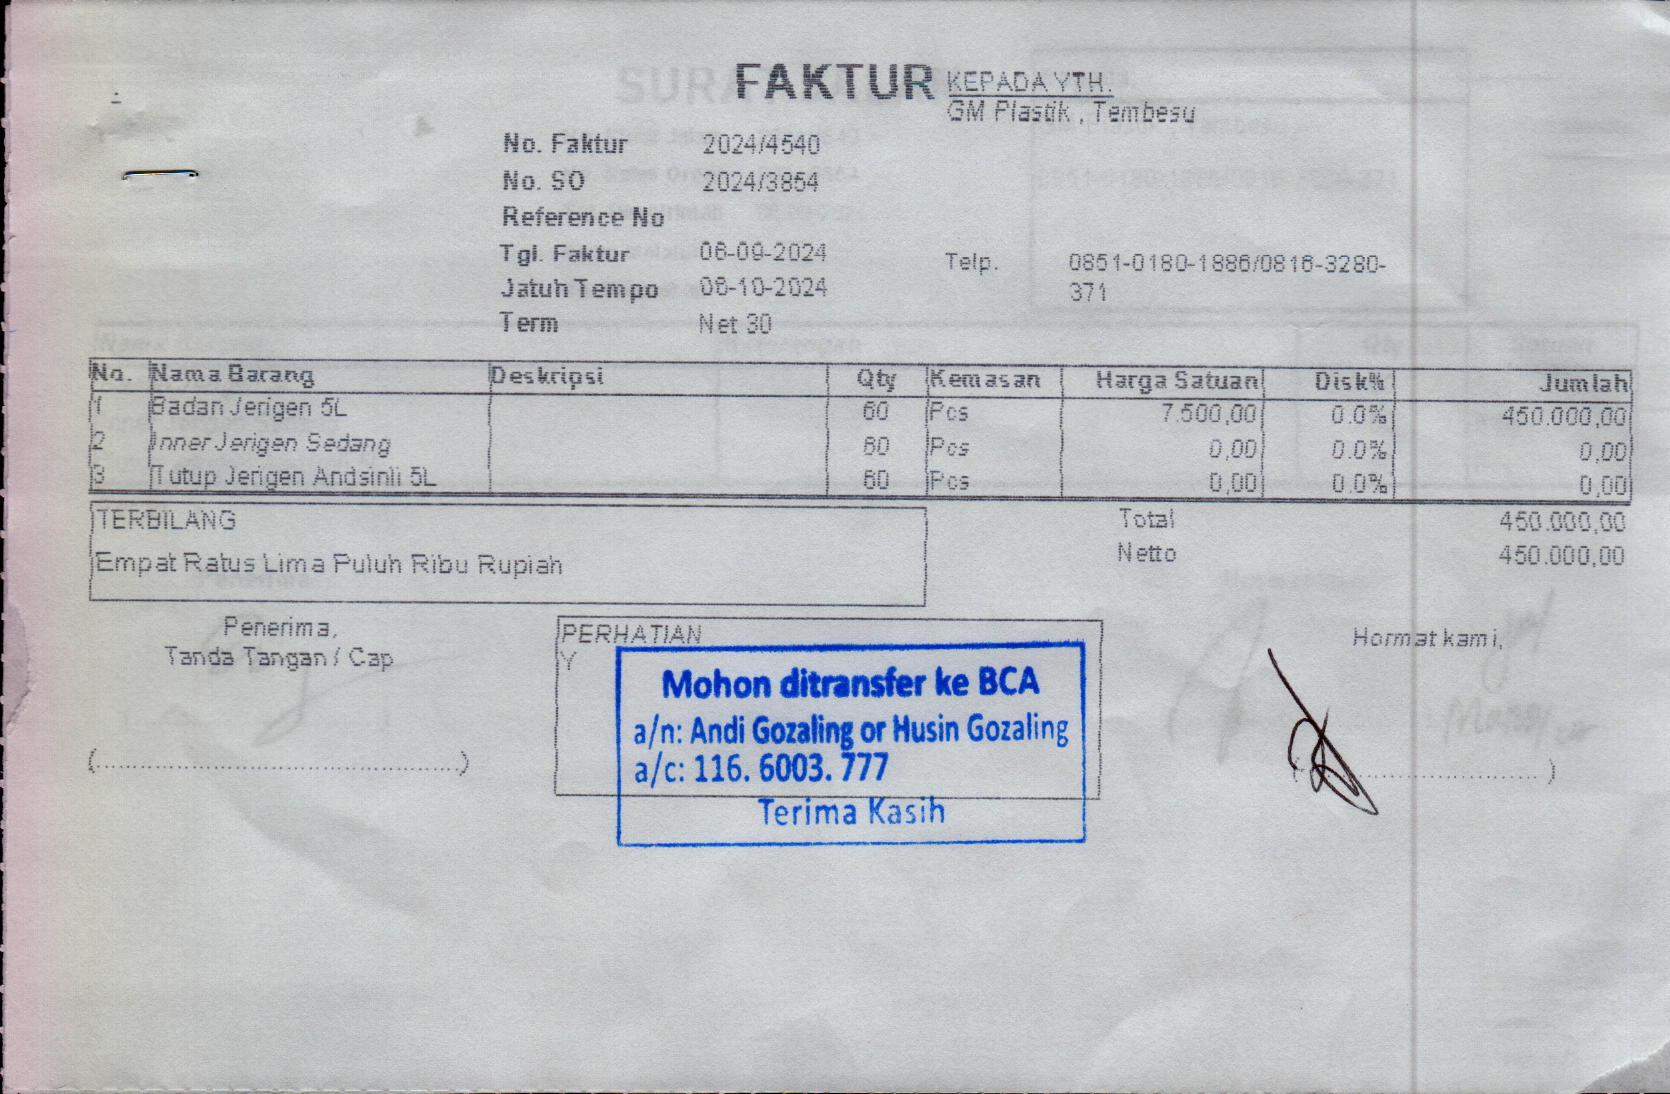 FAKTUR
KEPADA YTH.
GM Plastik , Tembesu
No. Faktur 2024/4540
No. SO 2024/3854
Reference No
Tgl. Faktur 06-09-2024
Jatuh Tempo 06-10-2024
Term Net 30
Telp. 0851-0180-1886/0816-3280-
371
No. Nama Barang Deskripsi Qty Kemasan Harga Satuan Disk% Jumlah
1 Badan Jerigen 5L 60 Pcs 7.500,00 0.0% 450.000,00
2 Inner Jerigen Sedang 60 Pcs 0,00 0.0% 0,00
3 Tutup Jerigen Andsinli 5L 60 Pcs 0,00 0.0% 0,00
TERBILANG
Empat Ratus Lima Puluh Ribu Rupiah
Total 450.000,00
Netto 450.000,00
Penerima,
Tanda Tangan / Cap
(..............................................)
PERHATIAN
Y
Mohon ditransfer ke BCA
a/n: Andi Gozaling or Husin Gozaling
a/c: 116. 6003. 777
Terima Kasih
Hormat kami,